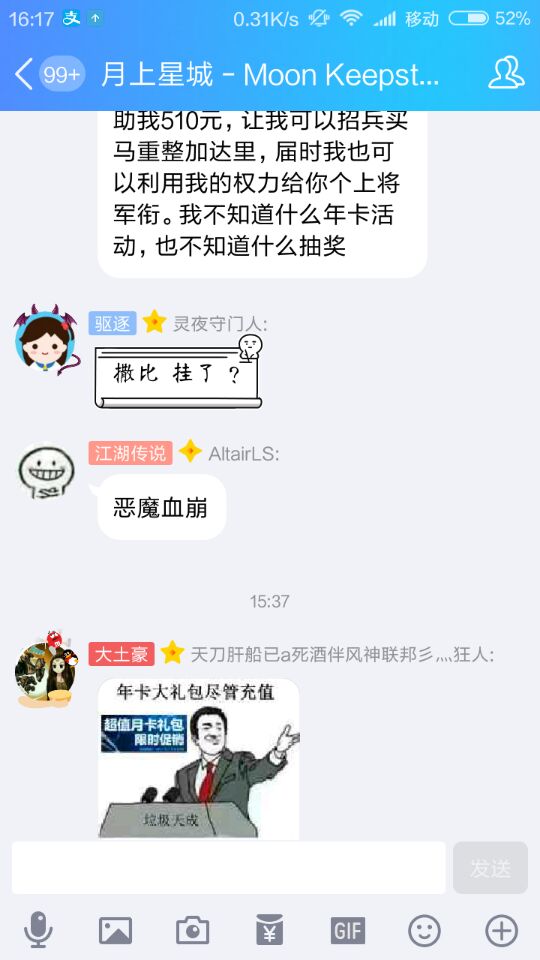 16:17
0.31K/s
移动
52%
99+
月上星城 - Moon Keepst...
助我510元，让我可以招兵买
马重整加达里，届时我也可
以利用我的权力给你个上将
军衔。我不知道什么年卡活
动，也不知道什么抽奖
驱逐
灵夜守门人:
撒比 挂了 ?
江湖传说
AltairLS:
恶魔血崩
15:37
大土豪
天刀肝船已a死酒伴风神联邦彡灬狂人:
年卡大礼包尽管充值
超值月卡礼包
限时促销
垃圾天成
发送
GIF